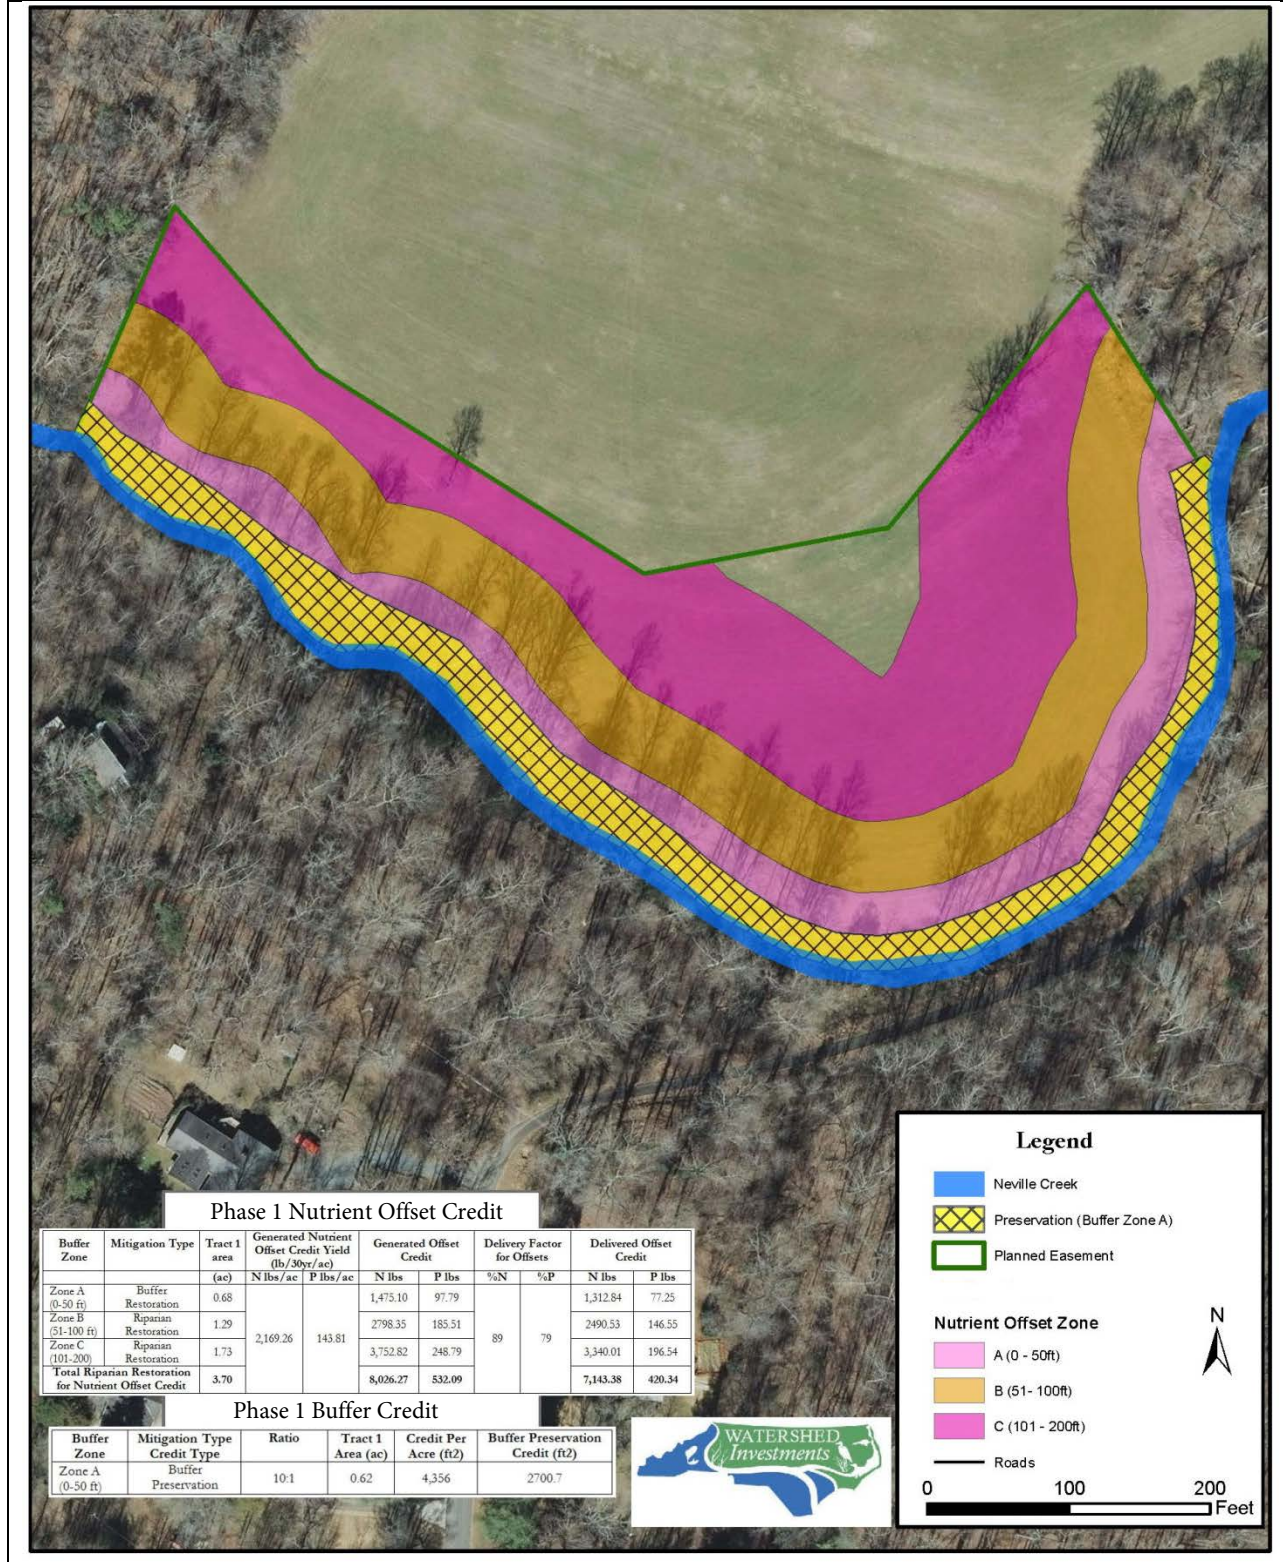 Legend
Neville Creek
Preservation (Buffer Zone A)
Planned Easement
Nutrient Offset Zone
N
A (0 - 50ft)
B (51- 100ft)
C (101 - 200ft)
Roads
0 100 200
Feet
Phase 1 Nutrient Offset Credit
Buffer Zone Mitigation Type Tract 1 area Generated Nutrient Offset Credit Yield (lb/30yr/ac) Generated Offset Credit Delivery Factor for Offsets Delivered Offset Credit
(ac) N lbs/ac P lbs/ac N lbs P lbs %N %P N lbs P lbs
Zone A (0-50 ft) Buffer Restoration 0.68 1,475.10 97.79 1,312.84 77.25
Zone B (51-100 ft) Riparian Restoration 1.29 2,169.26 143.81 2798.35 185.51 89 79 2490.53 146.55
Zone C (101-200) Riparian Restoration 1.73 3,752.82 248.79 3,340.01 196.54
Total Riparian Restoration for Nutrient Offset Credit 3.70 8,026.27 532.09 7,143.38 420.34
Phase 1 Buffer Credit
Buffer Zone Mitigation Type Credit Type Ratio Tract 1 Area (ac) Credit Per Acre (ft2) Buffer Preservation Credit (ft2)
Zone A (0-50 ft) Buffer Preservation 10:1 0.62 4,356 2700.7
WATERSHED
Investments